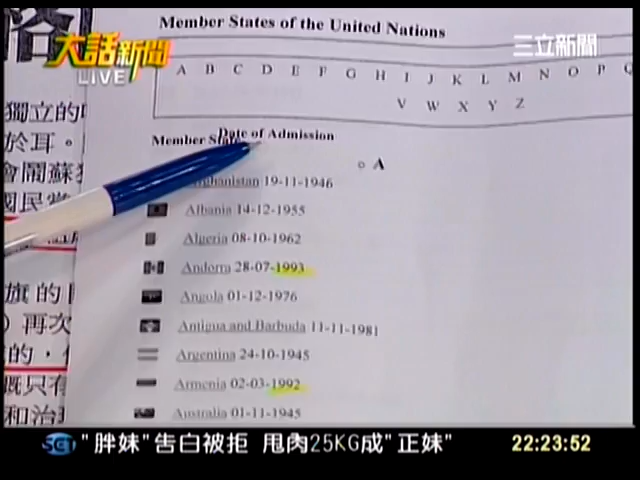 Member States of the United Nations
大話新聞
LIVE
三立新聞
A B C D E F G H I J K L M N O P
V W X Y Z
獨立的
於耳。
Date of Admission
Member
A
會鬧蘇
Afghanistan 19-11-1946
國民黨
Albania 14-12-1955
Algeria 08-10-1962
Andorra 28-07-1993
旗的
Angola 01-12-1976
再次
Antigua and Barbuda 11-11-1981
的,
Argentina 24-10-1945
只有
Armenia 02-03-1992
和治
Australia 01-11-1945
SET "胖妹"告白被拒 甩肉25KG成"正妹"
22:23:52